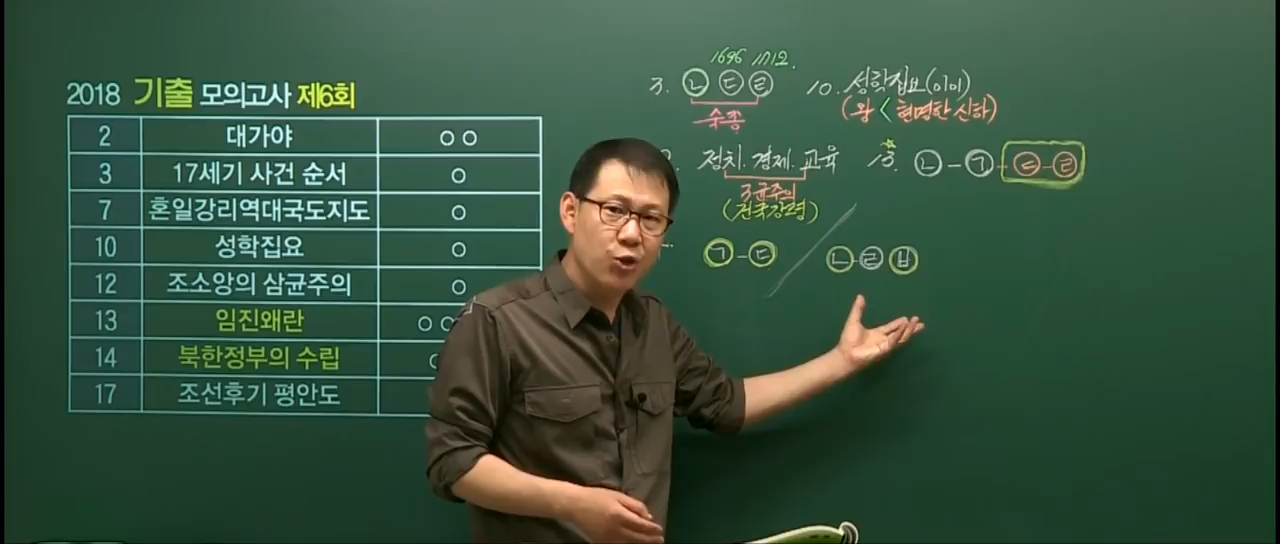 2018 기출 모의고사 제6회
2 대가야 ○○
3 17세기 사건 순서 ○
7 혼일강리역대국도지도 ○
10 성학집요 ○
12 조소앙의 삼균주의 ○
13 임진왜란 ○○
14 북한정부의 수립
17 조선후기 평안도
1696 1712.
3. ㉡ ㉢ ㉣
숙종
10. 성학집요(이이)
(왕 < 현명한 신하)
정치. 경제. 교육
3균주의
(건국강령)
13. ㉡ - ㉠ - ㉢ - ㉣
㉠ - ㉢ / ㉡ - ㉣ ㉥